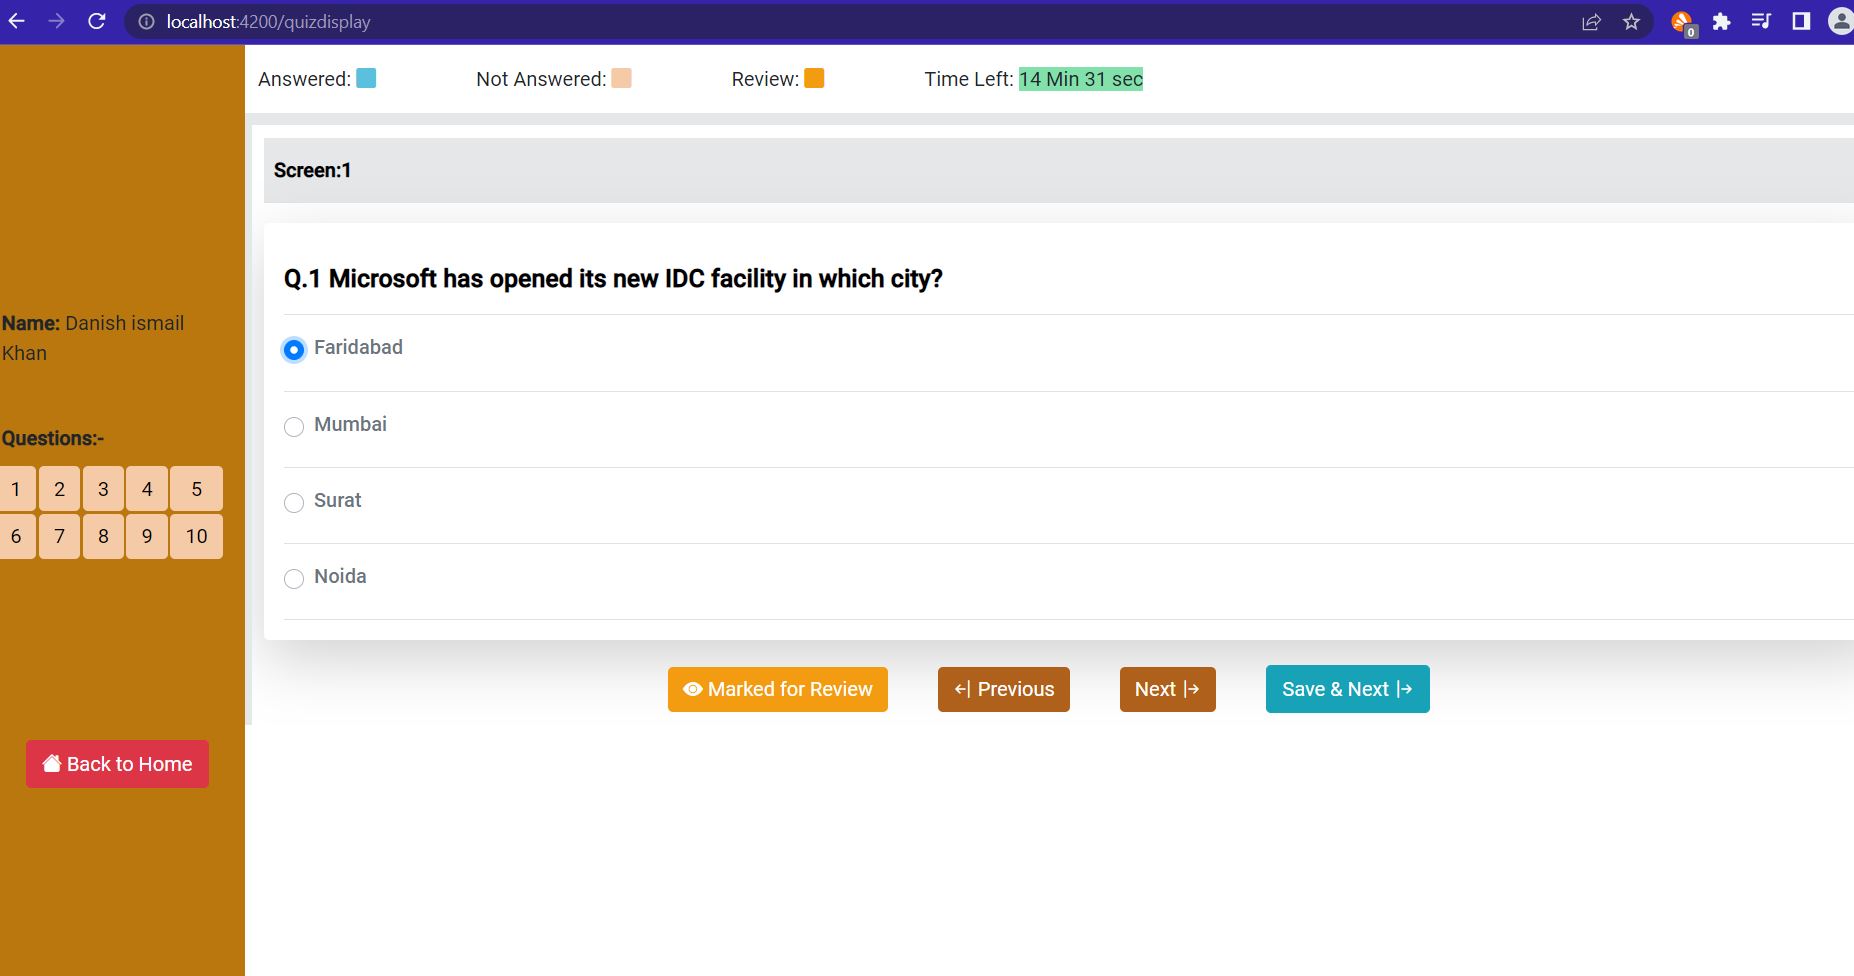 localhost:4200/quizdisplay
0
Answered:
Not Answered:
Review:
Time Left: 14 Min 31 sec
Screen:1
Q.1 Microsoft has opened its new IDC facility in which city?
Faridabad
Mumbai
Surat
Noida
Marked for Review
Previous
Next
Save & Next
Name: Danish ismail
Khan
Questions:-
1 2 3 4 5
6 7 8 9 10
Back to Home